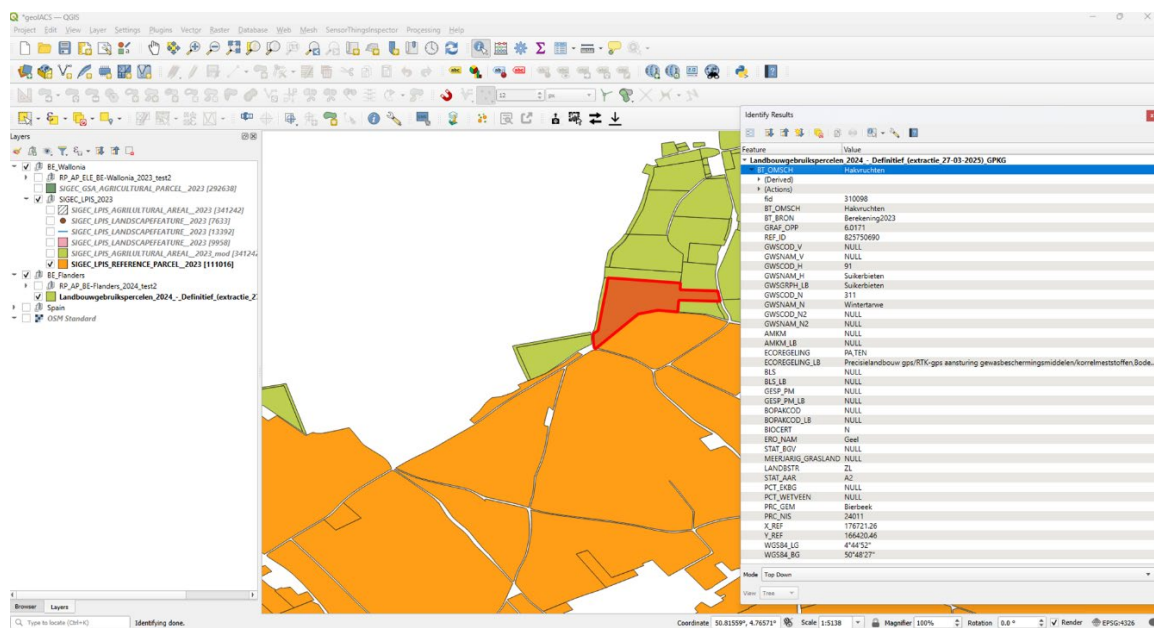 *geoIACS — QGIS
Project Edit View Layer Settings Plugins Vector Raster Database Web Mesh SensorThingsInspector Processing Help
12 px
Layers
BE_Wallonia
RP_AP_ELE_BE-Wallonia_2023_test2
SIGEC_GSA_AGRICULTURAL_PARCEL_2023 [292638]
SIGEC_LPIS_2023
SIGEC_LPIS_AGRILULTURAL_AREAL_2023 [341242]
SIGEC_LPIS_LANDSCAPEFEATURE_2023 [7633]
SIGEC_LPIS_LANDSCAPEFEATURE_2023 [13392]
SIGEC_LPIS_LANDSCAPEFEATURE_2023 [9958]
SIGEC_LPIS_AGRILULTURAL_AREAL_2023_mod [341242
SIGEC_LPIS_REFERENCE_PARCEL_2023 [111016]
BE_Flanders
RP_AP_BE-Flanders_2024_test2
Landbouwgebruikspercelen_2024_-_Definitief_(extractie_2
Spain
OSM Standard
Browser Layers
Identify Results
Feature Value
Landbouwgebruikspercelen_2024_-_Definitief_(extractie_27-03-2025)_GPKG
BT_OMSCH Hakvruchten
(Derived)
(Actions)
fid 310098
BT_OMSCH Hakvruchten
BT_BRON Berekening2023
GRAF_OPP 6.0171
REF_ID 825750690
GWSCOD_V NULL
GWSNAM_V NULL
GWSCOD_H 91
GWSNAM_H Suikerbieten
GWSGRPH_LB Suikerbieten
GWSCOD_N 311
GWSNAM_N Wintertarwe
GWSCOD_N2 NULL
GWSNAM_N2 NULL
AMKM NULL
AMKM_LB NULL
ECOREGELING PA,TEN
ECOREGELING_LB Precisielandbouw gps/RTK-gps aansturing gewasbeschermingsmiddelen/korrelmeststoffen,Bode...
BLS NULL
BLS_LB NULL
GESP_PM NULL
GESP_PM_LB NULL
BOPAKCOD NULL
BOPAKCOD_LB NULL
BIOCERT N
ERO_NAM Geel
STAT_BGV NULL
MEERJARIG_GRASLAND NULL
LANDBSTR ZL
STAT_AAR A2
PCT_EKBG NULL
PCT_WETVEEN NULL
PRC_GEM Bierbeek
PRC_NIS 24011
X_REF 176721.26
Y_REF 166420.46
WGS84_LG 4°44'52"
WGS84_BG 50°48'27"
Mode Top Down
View Tree
Type to locate (Ctrl+K) Identifying done. Coordinate 50.81559°, 4.76571° Scale 1:5138 Magnifier 100% Rotation 0.0 ° Render EPSG:4326